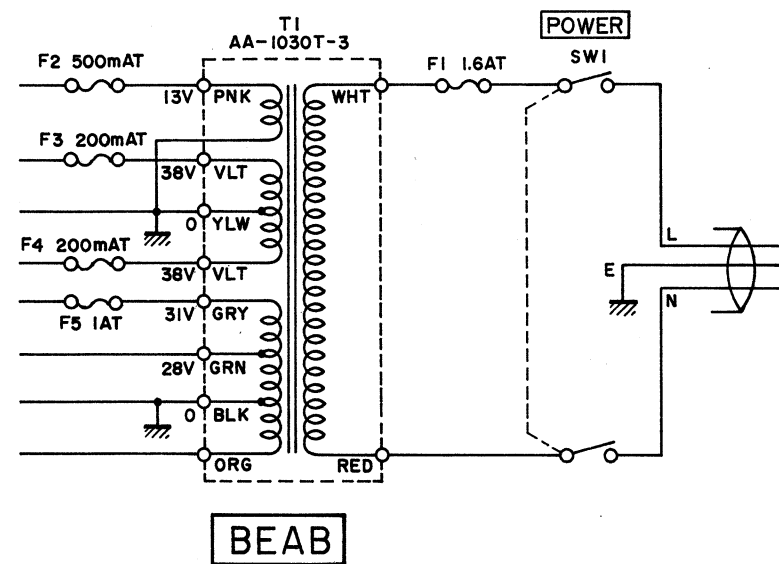 POWER
T1
AA-1030T-3
SW1
F2 500mAT
F1 1.6AT
13V PNK
WHT
F3 200mAT
38V VLT
0 YLW
F4 200mAT
38V VLT
L
E
N
31V GRY
F5 1AT
28V GRN
0 BLK
ORG
RED
BEAB